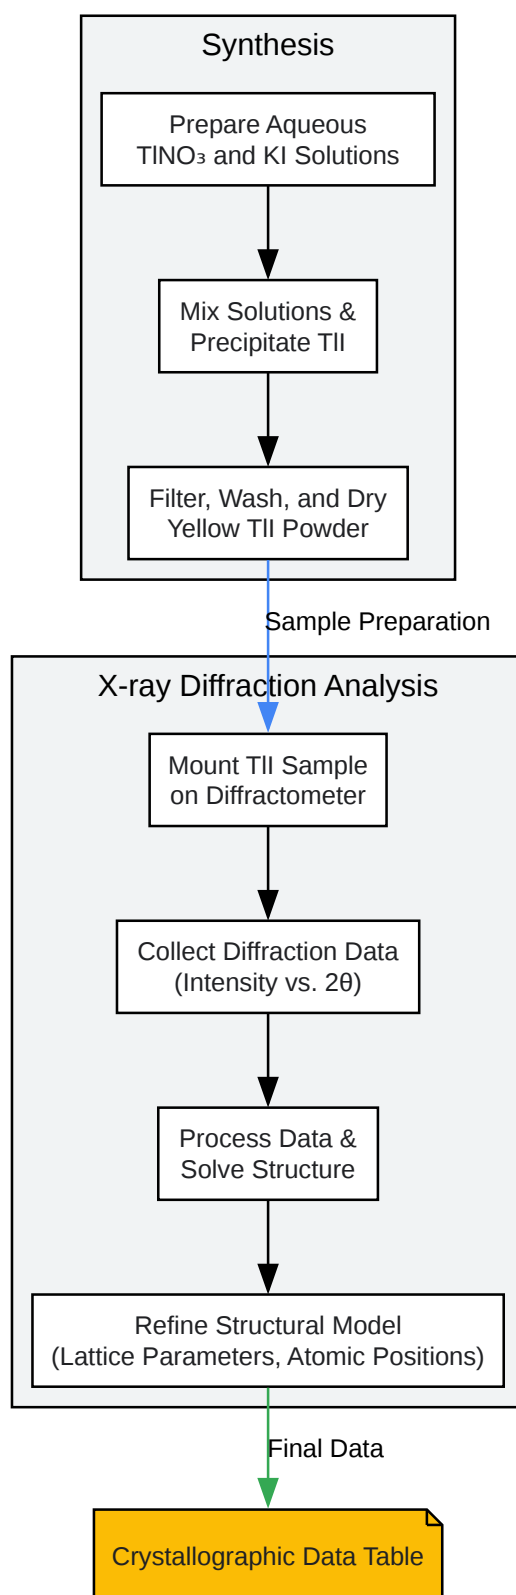 Synthesis
Prepare Aqueous
TlNO₃ and KI Solutions
Mix Solutions &
Precipitate TlI
Filter, Wash, and Dry
Yellow TlI Powder
Sample Preparation
X-ray Diffraction Analysis
Mount TlI Sample
on Diffractometer
Collect Diffraction Data
(Intensity vs. 2θ)
Process Data &
Solve Structure
Refine Structural Model
(Lattice Parameters, Atomic Positions)
Final Data
Crystallographic Data Table